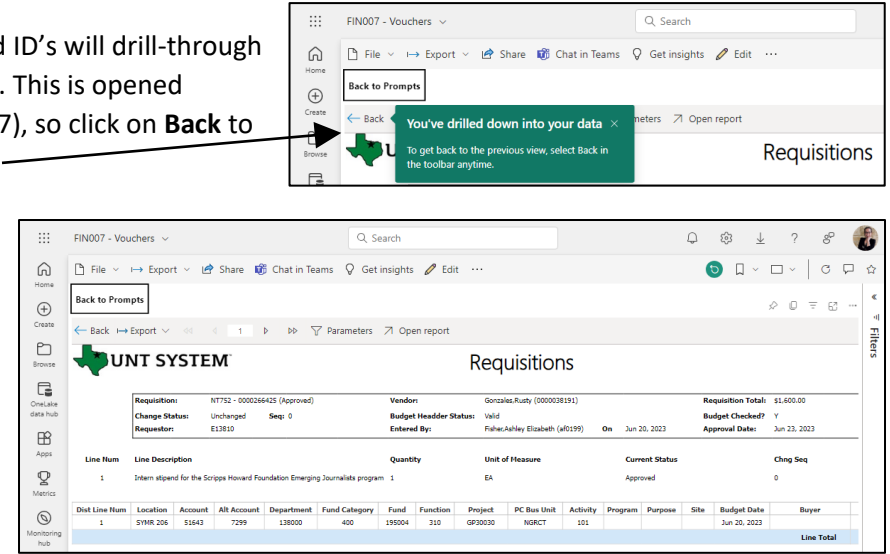 d ID's will drill-through
. This is opened
7), so click on Back to
FIN007 - Vouchers
Search
File Export Share Chat in Teams Get insights Edit ...
Home
Back to Prompts
Create
Back
meters Open report
You've drilled down into your data
To get back to the previous view, select Back in
the toolbar anytime.
Browse
U
Requisitions
FIN007 - Vouchers
Search
File Export Share Chat in Teams Get insights Edit ...
Home
Back to Prompts
Create
Back Export 1 Parameters Open report
Filters
Browse
UNT SYSTEM
Requisitions
OneLake
data hub
Apps
Metrics
Monitoring
hub
Requisition: NT752 - 0000266425 (Approved) Vendor: Gonzales,Rusty (0000038191) Requisition Total: $1,600.00
Change Status: Unchanged Seq: 0 Budget Headder Status: Valid Budget Checked? Y
Requestor: E13810 Entered By: Fisher,Ashley Elizabeth (af0199) On Jun 20, 2023 Approval Date: Jun 23, 2023
Line Num Line Description Quantity Unit of Measure Current Status Chng Seq
1 Intern stipend for the Scripps Howard Foundation Emerging Journalists program 1 EA Approved 0
Dist Line Num Location Account Alt Account Department Fund Category Fund Function Project PC Bus Unit Activity Program Purpose Site Budget Date Buyer
1 SYMR 206 51643 7299 138000 400 195004 310 GP30030 NGRCT 101 Jun 20, 2023
Line Total